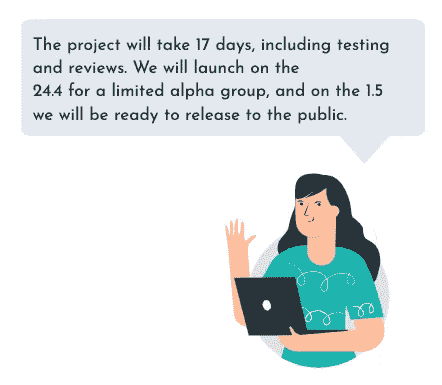 The project will take 17 days, including testing
and reviews. We will launch on the
24.4 for a limited alpha group, and on the 1.5
we will be ready to release to the public.